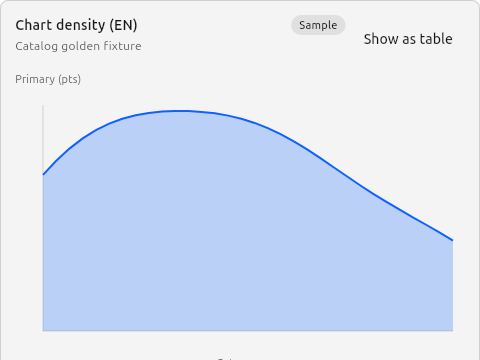 Chart density (EN)
Sample
Show as table
Catalog golden fixture
Primary (pts)